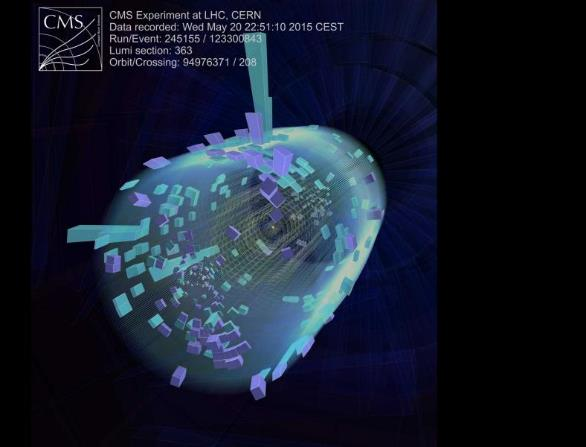 CMS
CMS Experiment at LHC, CERN
Data recorded: Wed May 20 22:51:10 2015 CEST
Run/Event: 245155 / 123300843
Lumi section: 363
Orbit/Crossing: 94976371 / 208